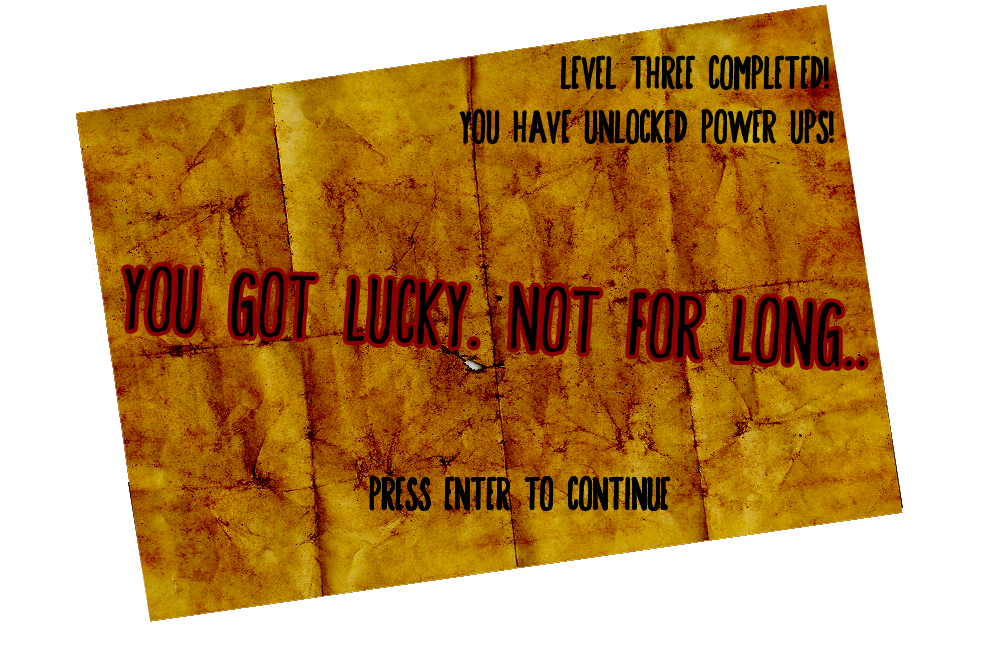 LEVEL THREE COMPLETED!
YOU HAVE UNLOCKED POWER UPS!
YOU GOT LUCKY. NOT FOR LONG..
PRESS ENTER TO CONTINUE